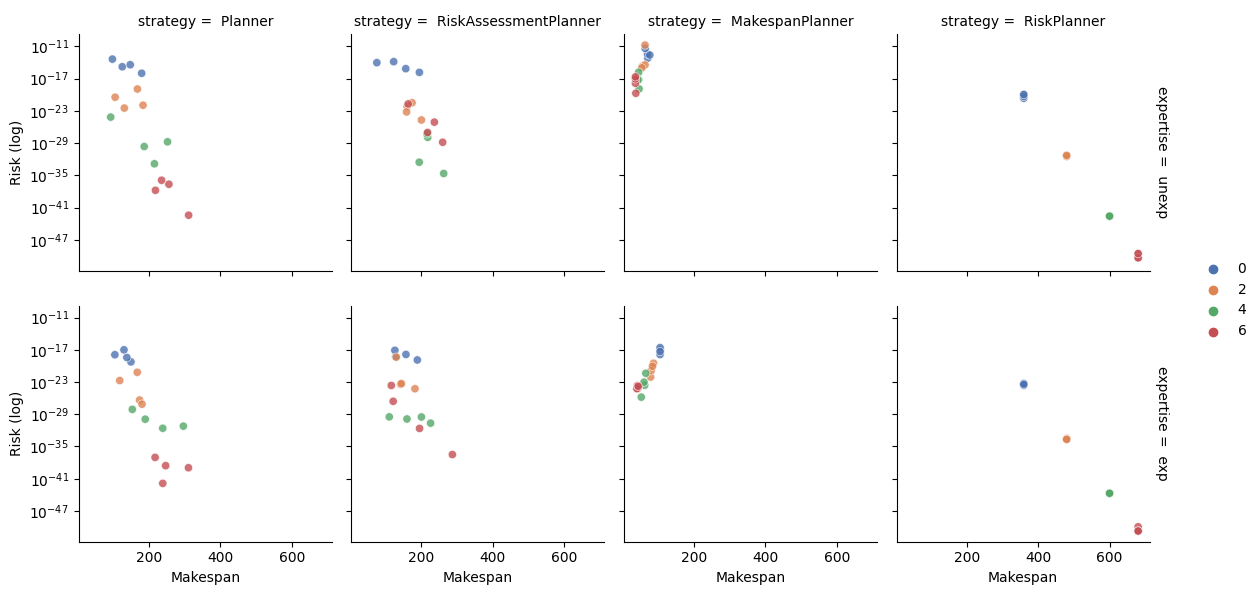 strategy = Planner
strategy = RiskAssessmentPlanner
strategy = MakespanPlanner
strategy = RiskPlanner
10⁻¹¹
10⁻¹⁷
10⁻²³
10⁻²⁹
10⁻³⁵
10⁻⁴¹
10⁻⁴⁷
Risk (log)
expertise = unexp
0
2
4
6
10⁻¹¹
10⁻¹⁷
10⁻²³
10⁻²⁹
10⁻³⁵
10⁻⁴¹
10⁻⁴⁷
Risk (log)
expertise = exp
200 400 600
200 400 600
200 400 600
200 400 600
Makespan
Makespan
Makespan
Makespan